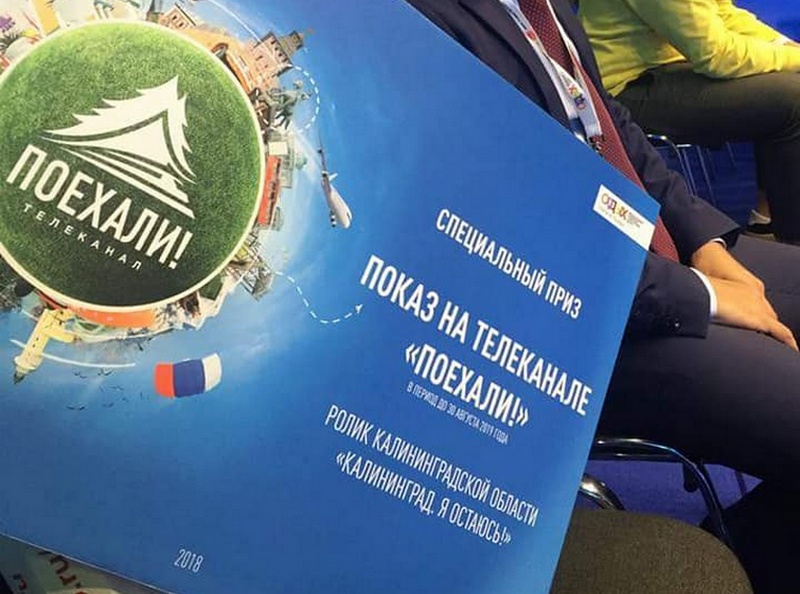 ПОЕХАЛИ!
ТЕЛЕКАНАЛ
СПЕЦИАЛЬНЫЙ ПРИЗ
ПОКАЗ НА ТЕЛЕКАНАЛЕ
«ПОЕХАЛИ!»
В ПЕРИОД ДО 30 АВГУСТА 2019 ГОДА
РОЛИК КАЛИНИНГРАДСКОЙ ОБЛАСТИ
«КАЛИНИНГРАД. Я ОСТАЮСЬ!»
2018